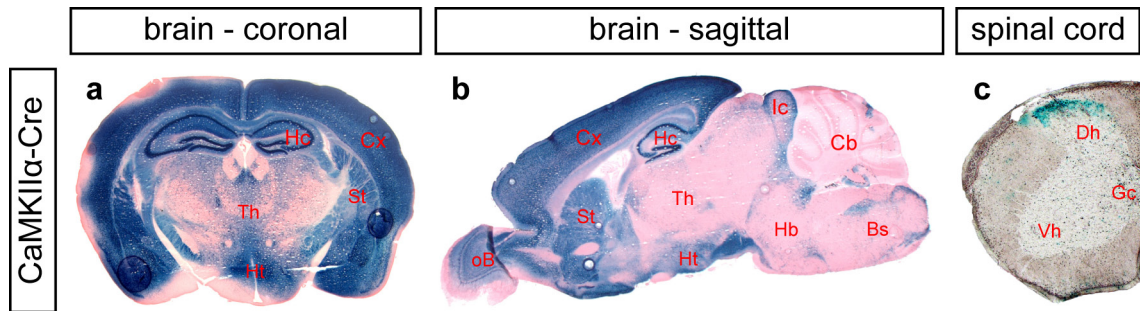 brain - coronal
brain - sagittal
spinal cord
CaMKIIα-Cre
a
Hc
Cx
St
Th
Ht
b
Ic
Cx
Hc
Cb
St
Th
oB
Ht
Hb
Bs
c
Dh
Gc
Vh